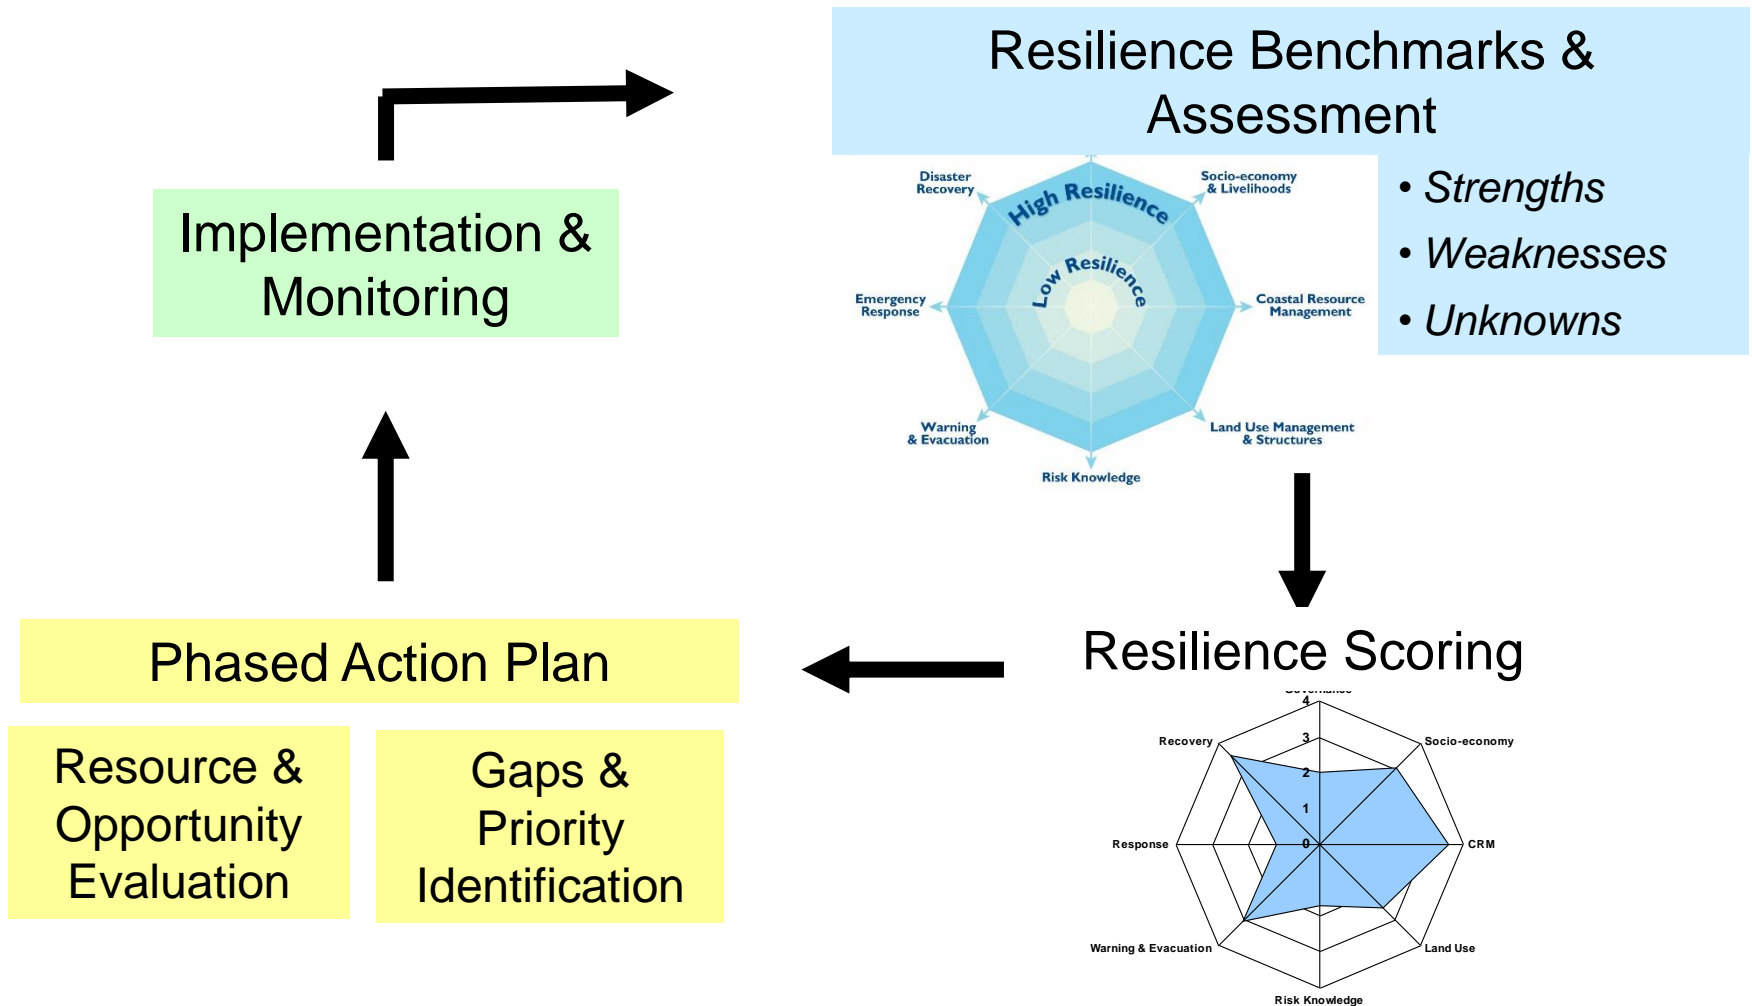 Resilience Benchmarks &
Assessment
• Strengths
• Weaknesses
• Unknowns
Disaster
Recovery
Socio-economy
& Livelihoods
High Resilience
Low Resilience
Emergency
Response
Coastal Resource
Management
Warning
& Evacuation
Land Use Management
& Structures
Risk Knowledge
Implementation &
Monitoring
Phased Action Plan
Resource &
Opportunity
Evaluation
Gaps &
Priority
Identification
Resilience Scoring
Governance
4
3
2
1
0
Recovery
Socio-economy
Response
CRM
Warning & Evacuation
Land Use
Risk Knowledge